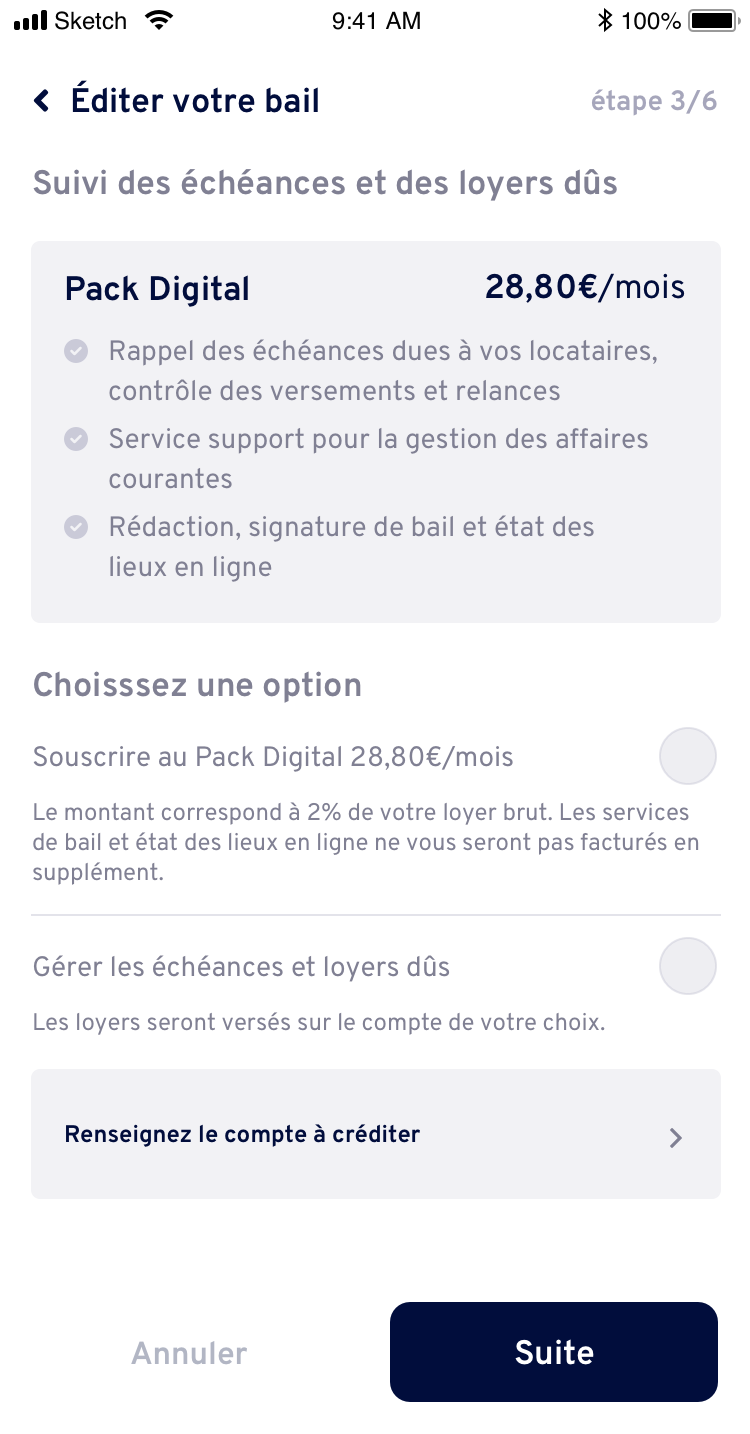 Sketch 9:41 AM 100%
Éditer votre bail étape 3/6
Suivi des échéances et des loyers dûs
Pack Digital 28,80€/mois
Rappel des échéances dues à vos locataires,
contrôle des versements et relances
Service support pour la gestion des affaires
courantes
Rédaction, signature de bail et état des
lieux en ligne
Choisssez une option
Souscrire au Pack Digital 28,80€/mois
Le montant correspond à 2% de votre loyer brut. Les services
de bail et état des lieux en ligne ne vous seront pas facturés en
supplément.
Gérer les échéances et loyers dûs
Les loyers seront versés sur le compte de votre choix.
Renseignez le compte à créditer
Annuler Suite